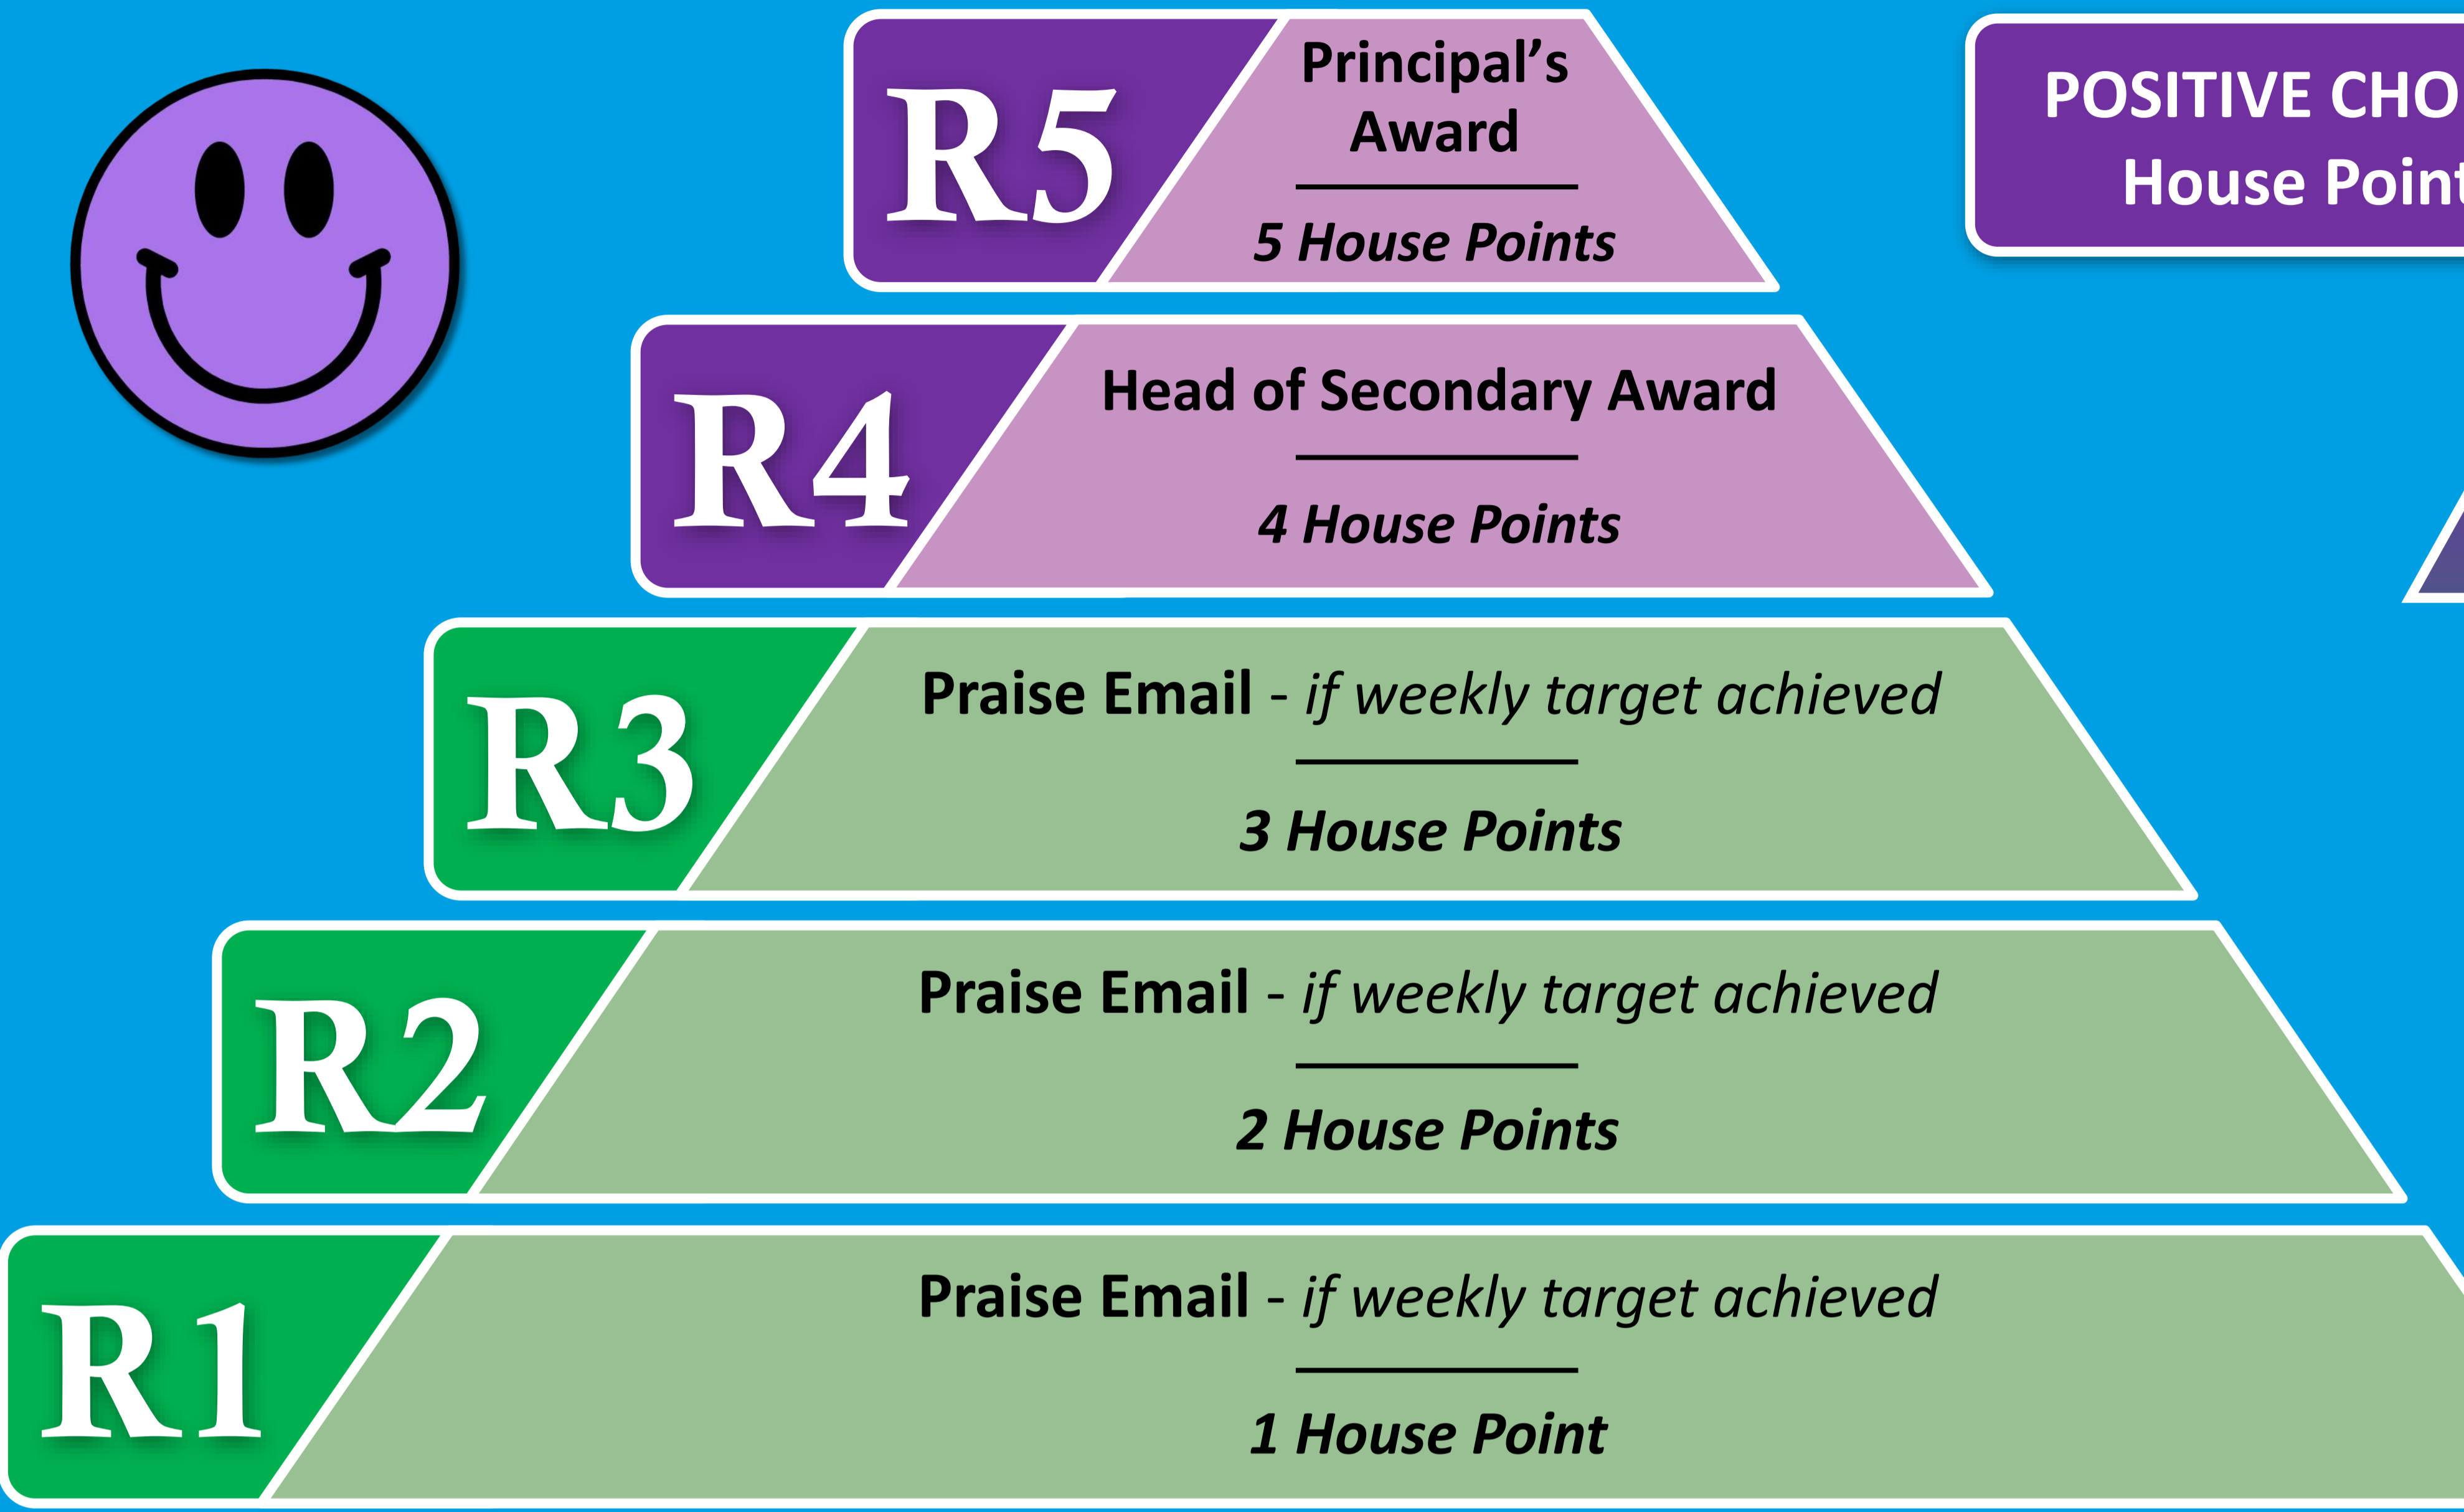 R5
Principal's
Award
5 House Points
POSITIVE CHO
House Point
R4
Head of Secondary Award
4 House Points
R3
Praise Email - if weekly target achieved
3 House Points
R2
Praise Email - if weekly target achieved
2 House Points
R1
Praise Email - if weekly target achieved
1 House Point